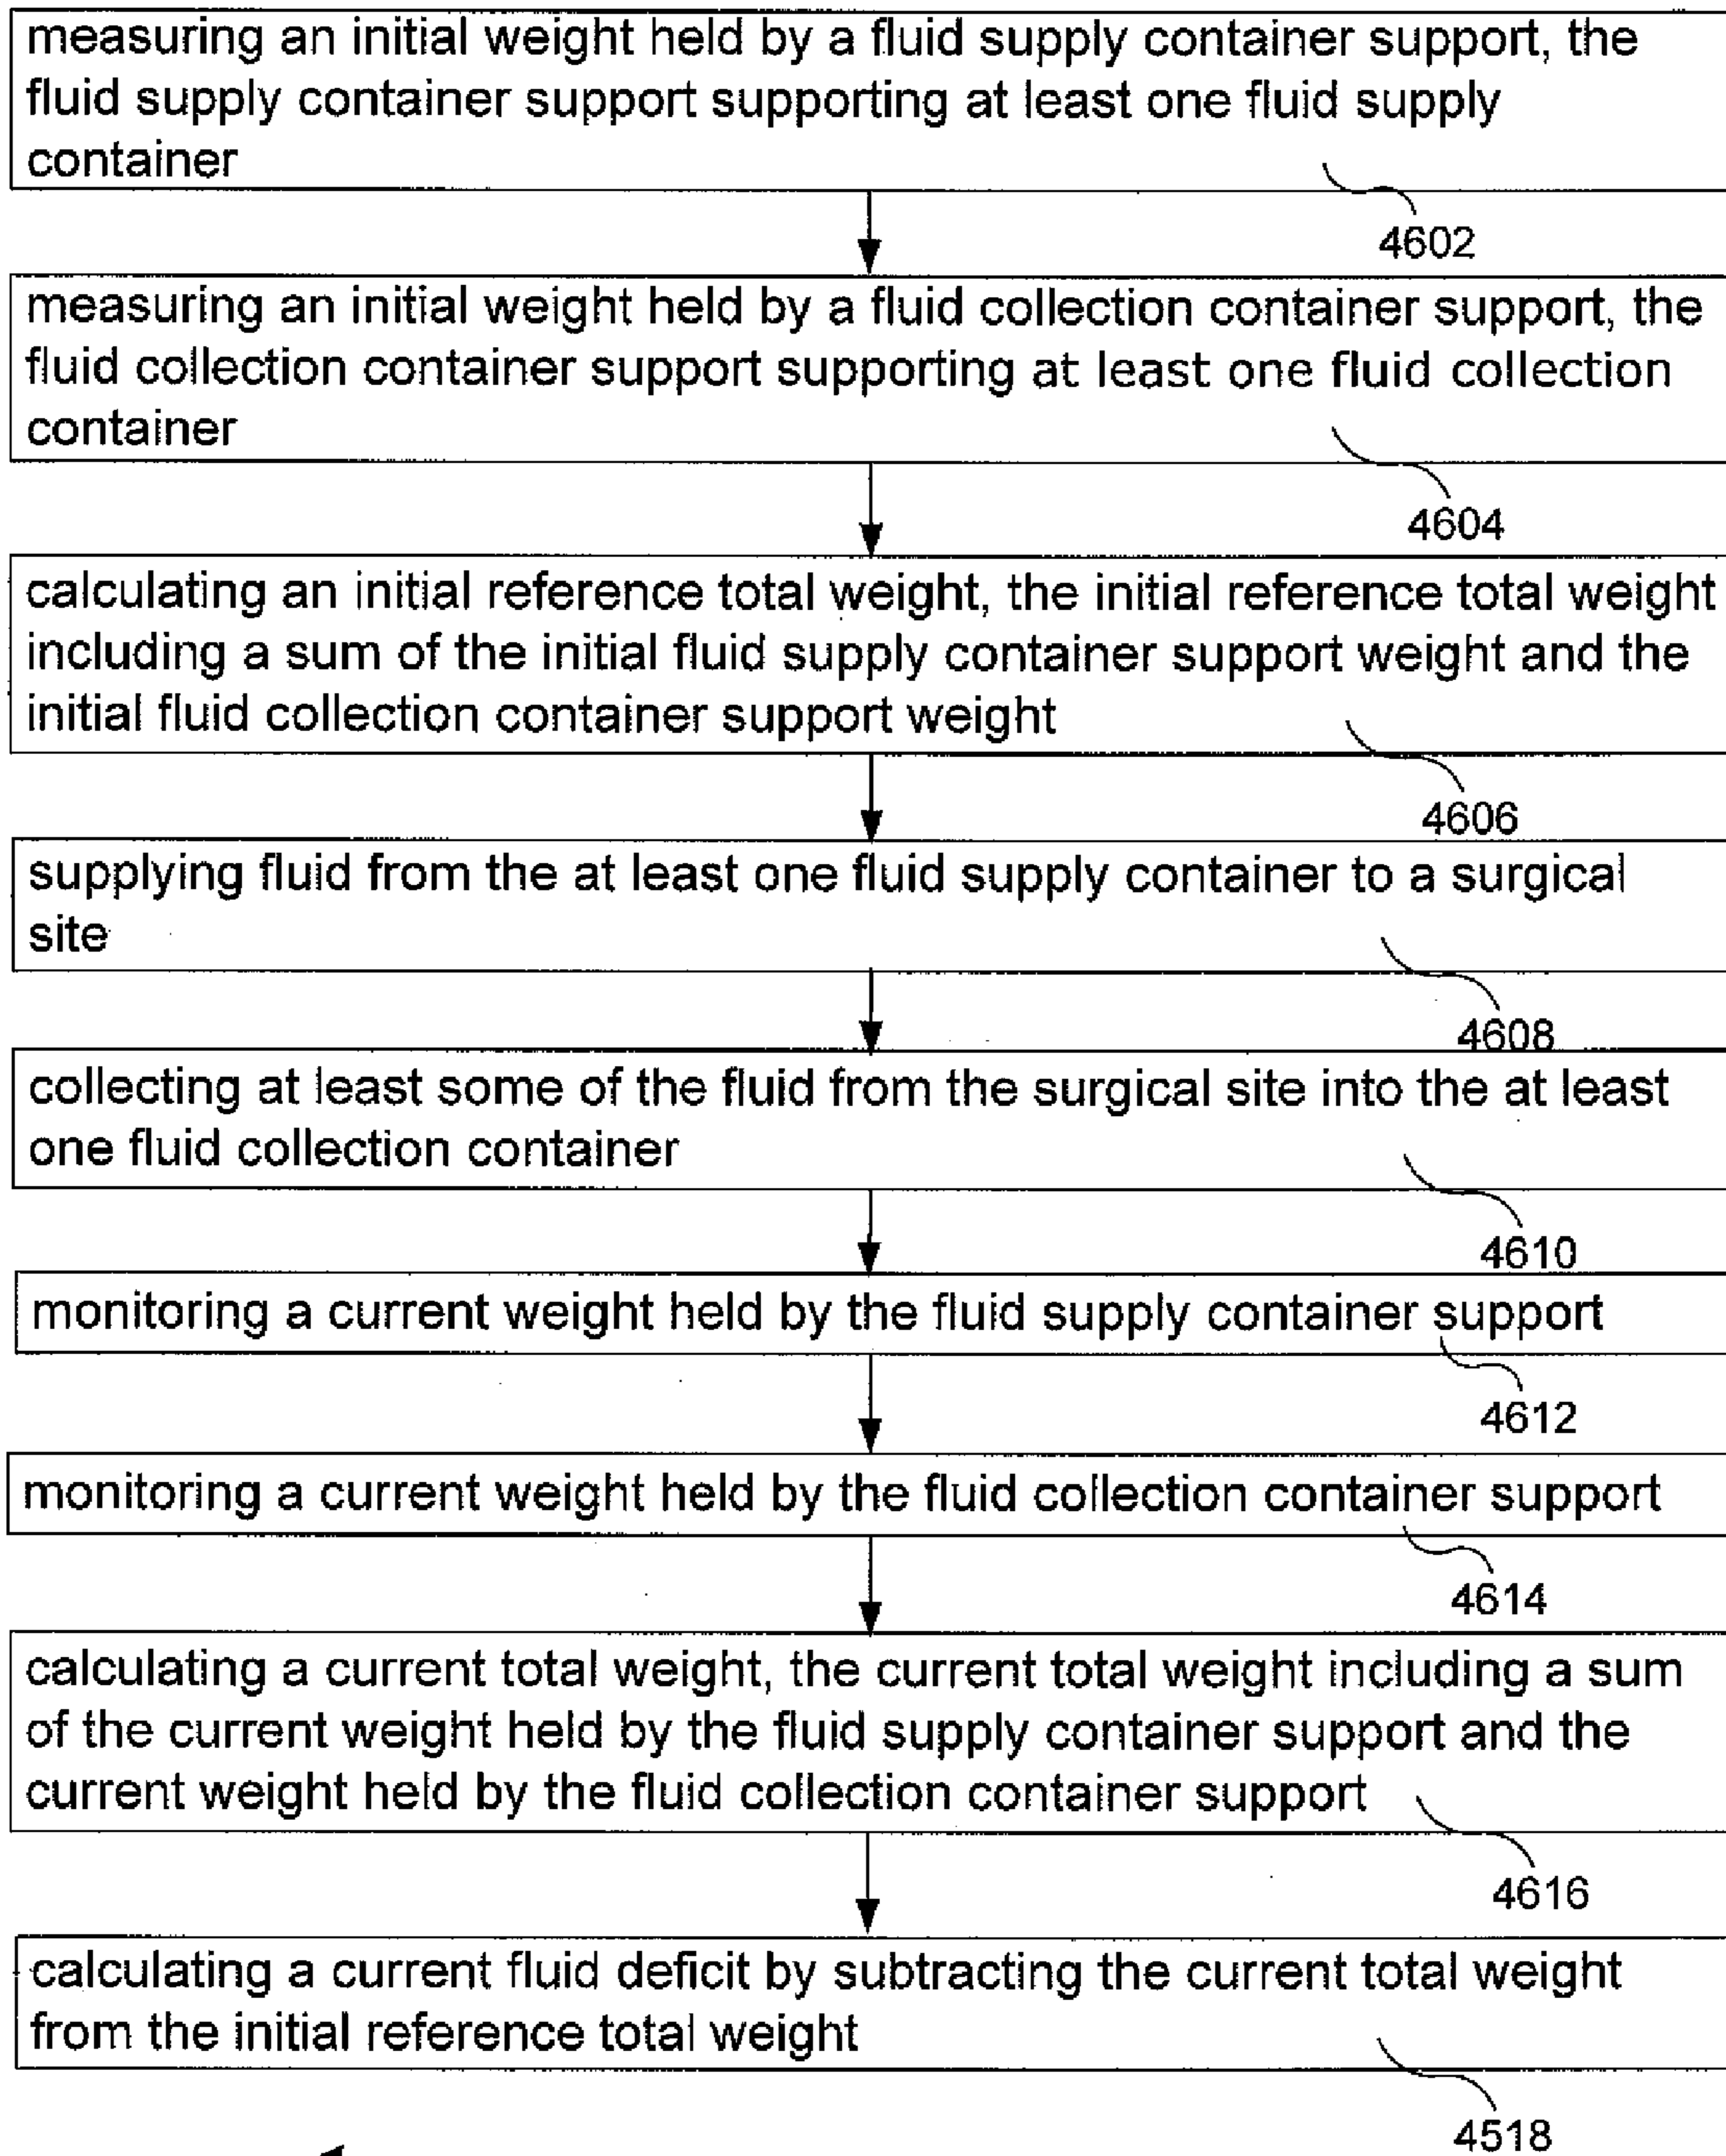 measuring an initial weight held by a fluid supply container support, the
fluid supply container support supporting at least one fluid supply
container
4602
measuring an initial weight held by a fluid collection container support, the
fluid collection container support supporting at least one fluid collection
container
4604
calculating an initial reference total weight, the initial reference total weight
including a sum of the initial fluid supply container support weight and the
initial fluid collection container support weight
4606
supplying fluid from the at least one fluid supply container to a surgical
site
4608
collecting at least some of the fluid from the surgical site into the at least
one fluid collection container
4610
monitoring a current weight held by the fluid supply container support
4612
monitoring a current weight held by the fluid collection container support
4614
calculating a current total weight, the current total weight including a sum
of the current weight held by the fluid supply container support and the
current weight held by the fluid collection container support
4616
calculating a current fluid deficit by subtracting the current total weight
from the initial reference total weight
4518